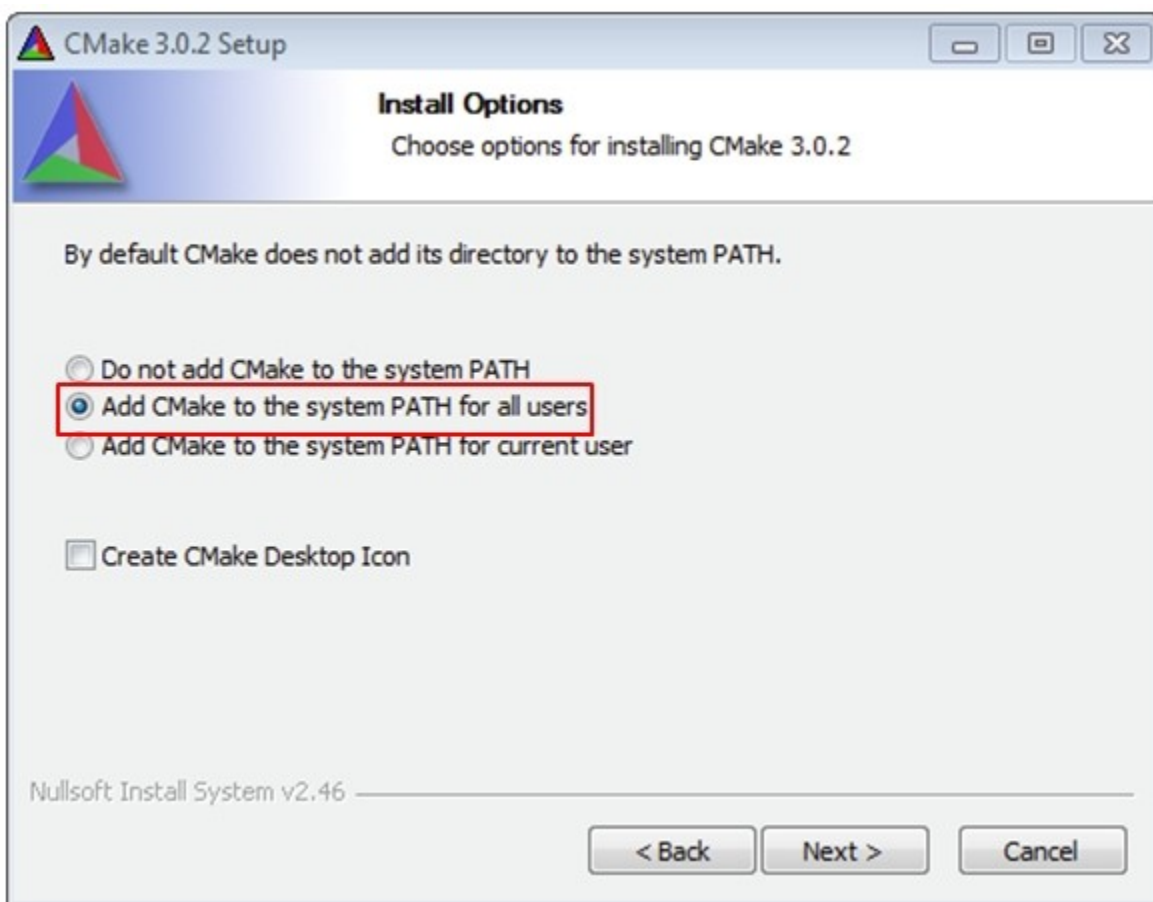 CMake 3.0.2 Setup
Install Options
Choose options for installing CMake 3.0.2
By default CMake does not add its directory to the system PATH.
Do not add CMake to the system PATH
Add CMake to the system PATH for all users
Add CMake to the system PATH for current user
Create CMake Desktop Icon
Nullsoft Install System v2.46
< Back Next > Cancel